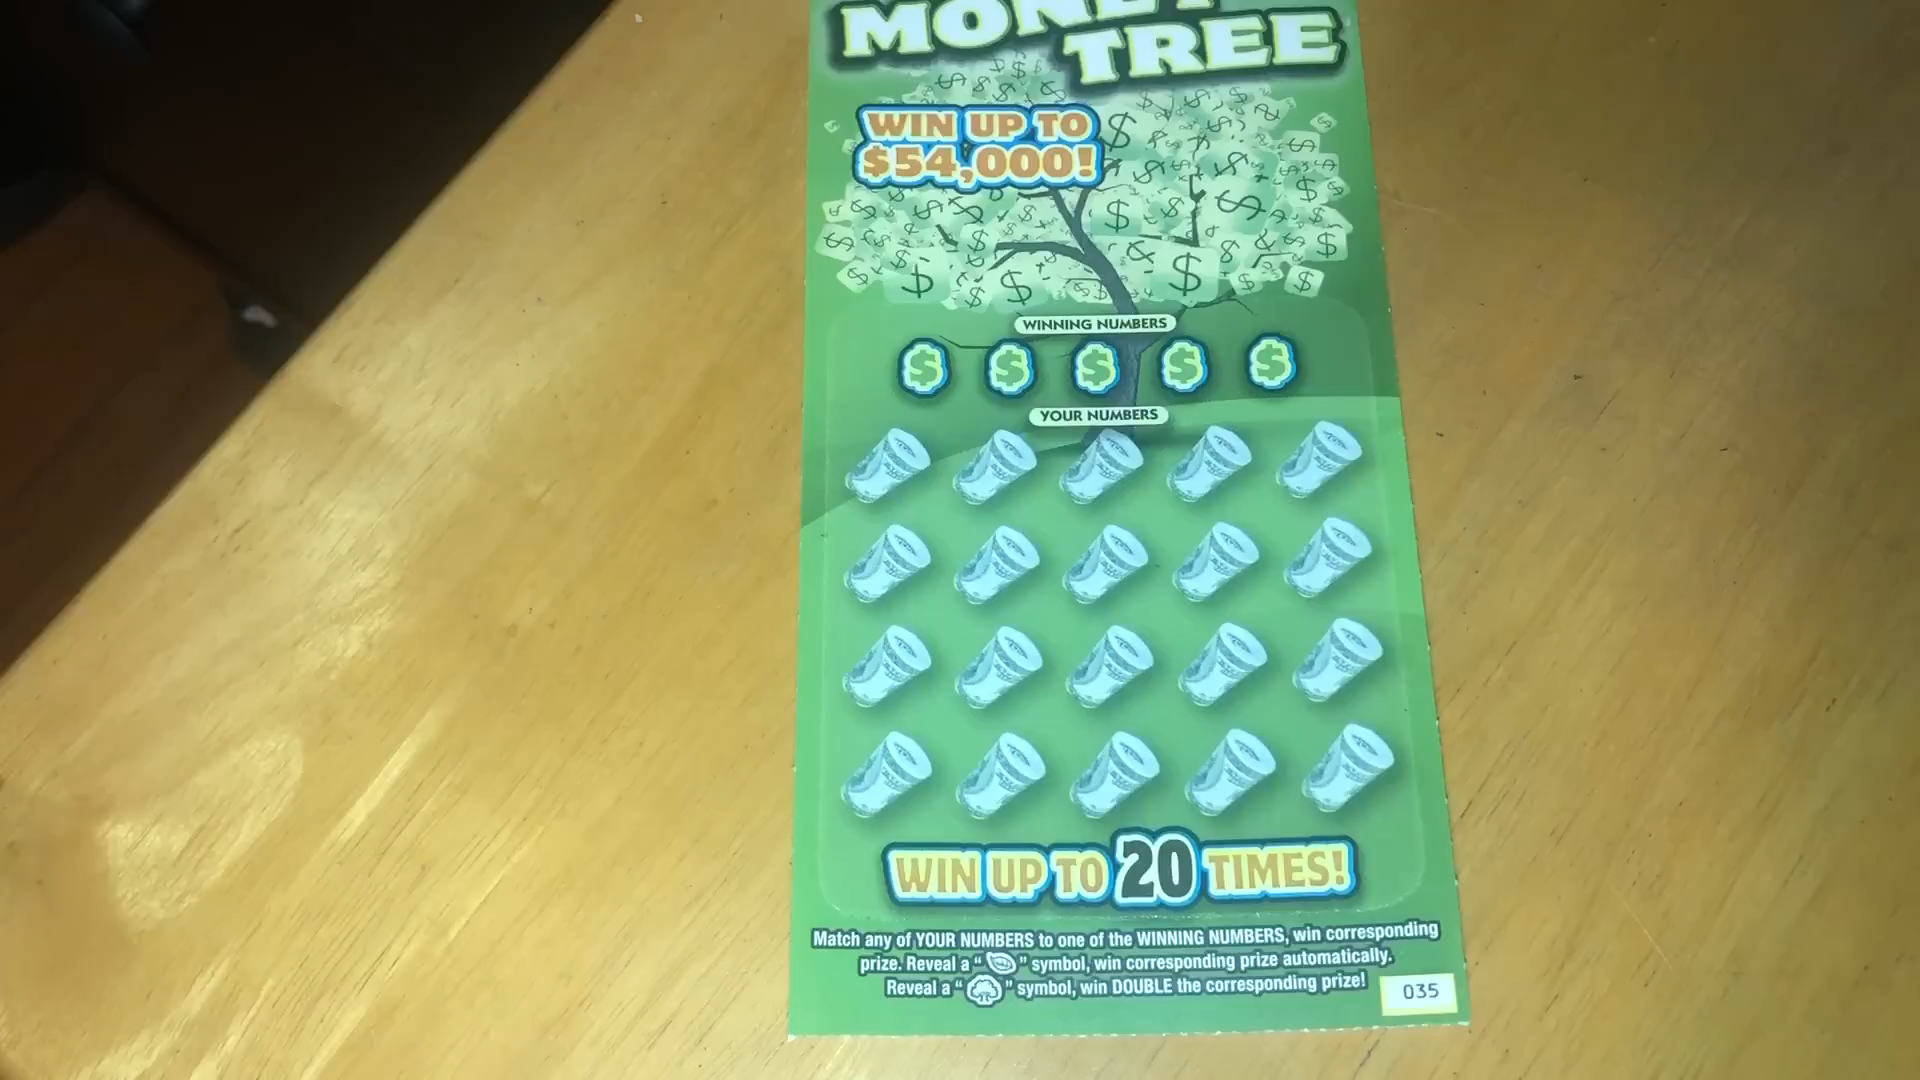 MONEY
TREE
WIN UP TO
$54,000!
WINNING NUMBERS
$ $ $ $ $
YOUR NUMBERS
WIN UP TO 20 TIMES!
Match any of YOUR NUMBERS to one of the WINNING NUMBERS, win corresponding
prize. Reveal a " " symbol, win corresponding prize automatically.
Reveal a " " symbol, win DOUBLE the corresponding prize!
035